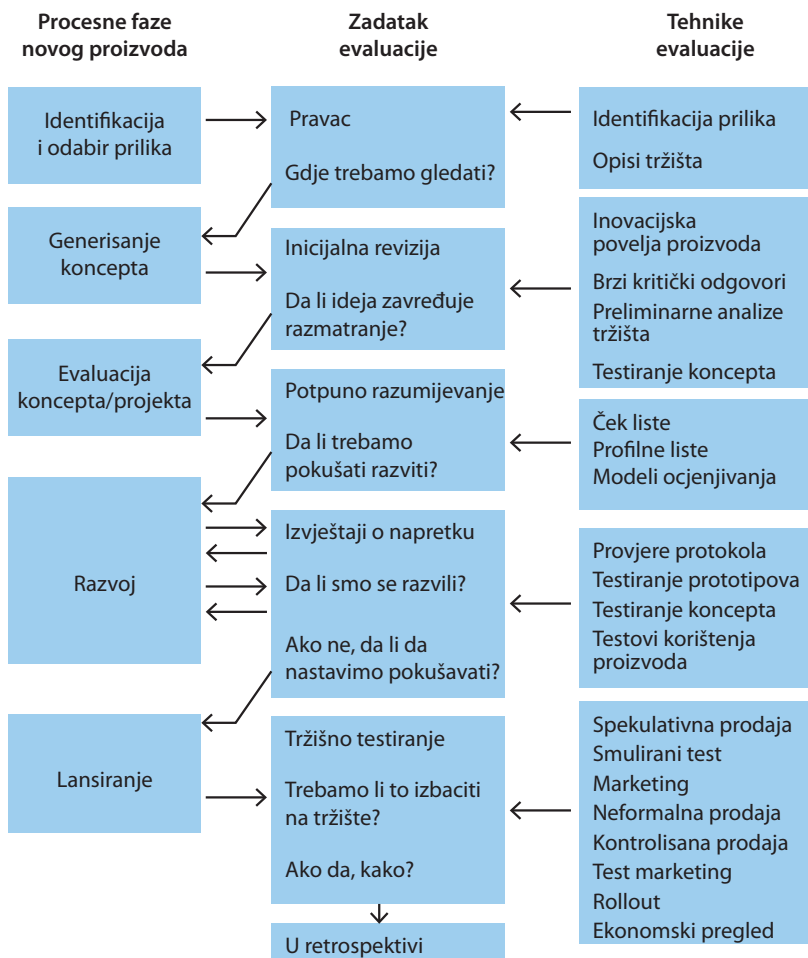 Procesne faze
novog proizvoda
Zadatak
evaluacije
Tehnike
evaluacije
Identifikacija
i odabir prilika
Pravac
Gdje trebamo gledati?
Identifikacija prilika
Opisi tržišta
Generisanje
koncepta
Inicijalna revizija
Da li ideja zavređuje
razmatranje?
Inovacijska
povelja proizvoda
Brzi kritički odgovori
Preliminarne analize
tržišta
Testiranje koncepta
Evaluacija
koncepta/projekta
Potpuno razumijevanje
Da li trebamo
pokušati razviti?
Ček liste
Profilne liste
Modeli ocjenjivanja
Razvoj
Izvještaji o napretku
Da li smo se razvili?
Ako ne, da li da
nastavimo pokušavati?
Provjere protokola
Testiranje prototipova
Testiranje koncepta
Testovi korištenja
proizvoda
Lansiranje
Tržišno testiranje
Trebamo li to izbaciti
na tržište?
Ako da, kako?
Spekulativna prodaja
Smulirani test
Marketing
Neformalna prodaja
Kontrolisana prodaja
Test marketing
Rollout
Ekonomski pregled
U retrospektivi